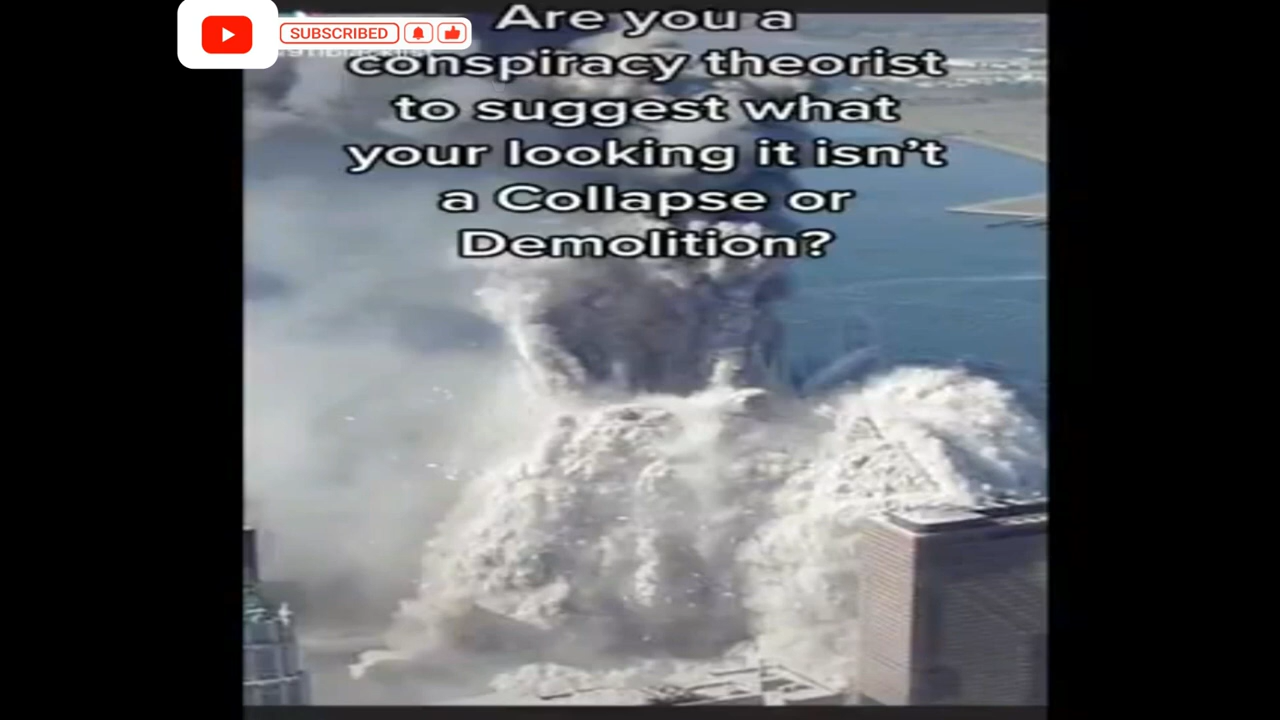 SUBSCRIBED
Are you a
conspiracy theorist
to suggest what
your looking it isn't
a Collapse or
Demolition?